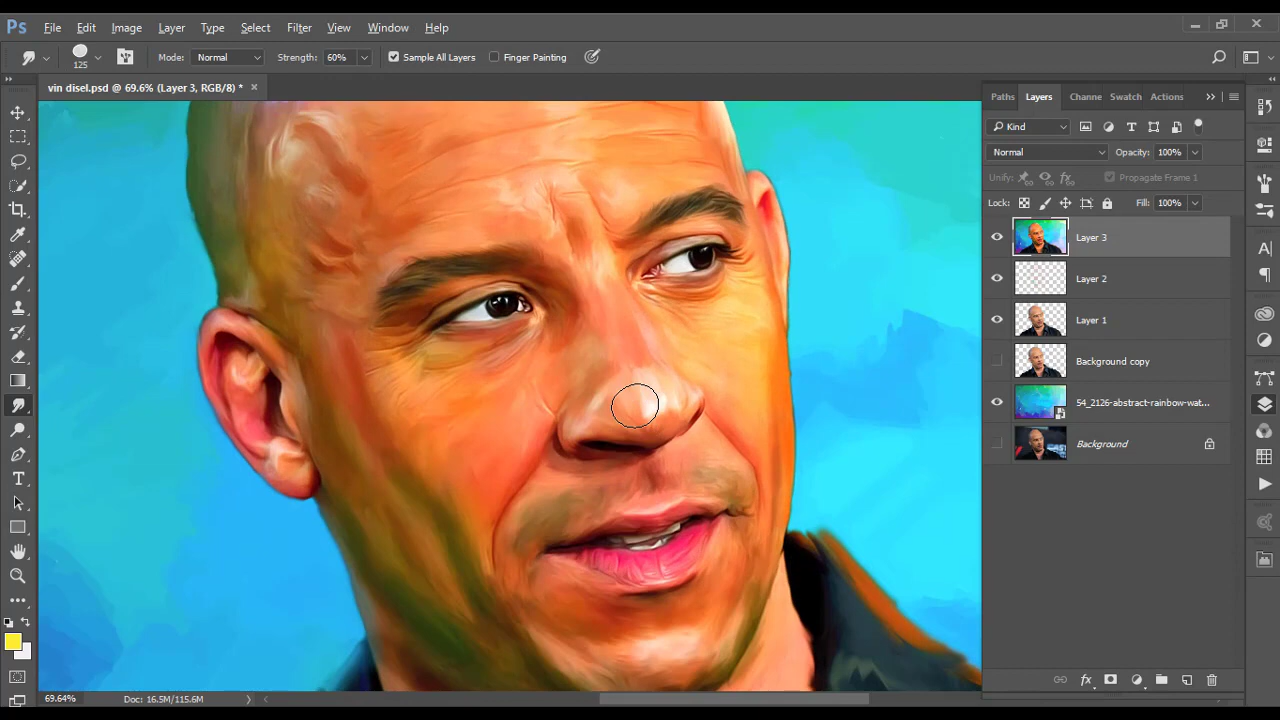 Ps File Edit Image Layer Type Select Filter View Window Help
125 Mode: Normal Strength: 60% Sample All Layers Finger Painting
vin disel.psd @ 69.6% (Layer 3, RGB/8) *
Paths Layers Channe Swatch Actions
Kind
Normal Opacity: 100%
Unify: Propagate Frame 1
Lock: Fill: 100%
Layer 3
Layer 2
Layer 1
Background copy
54_2126-abstract-rainbow-wat...
Background
69.64% Doc: 16.5M/115.6M